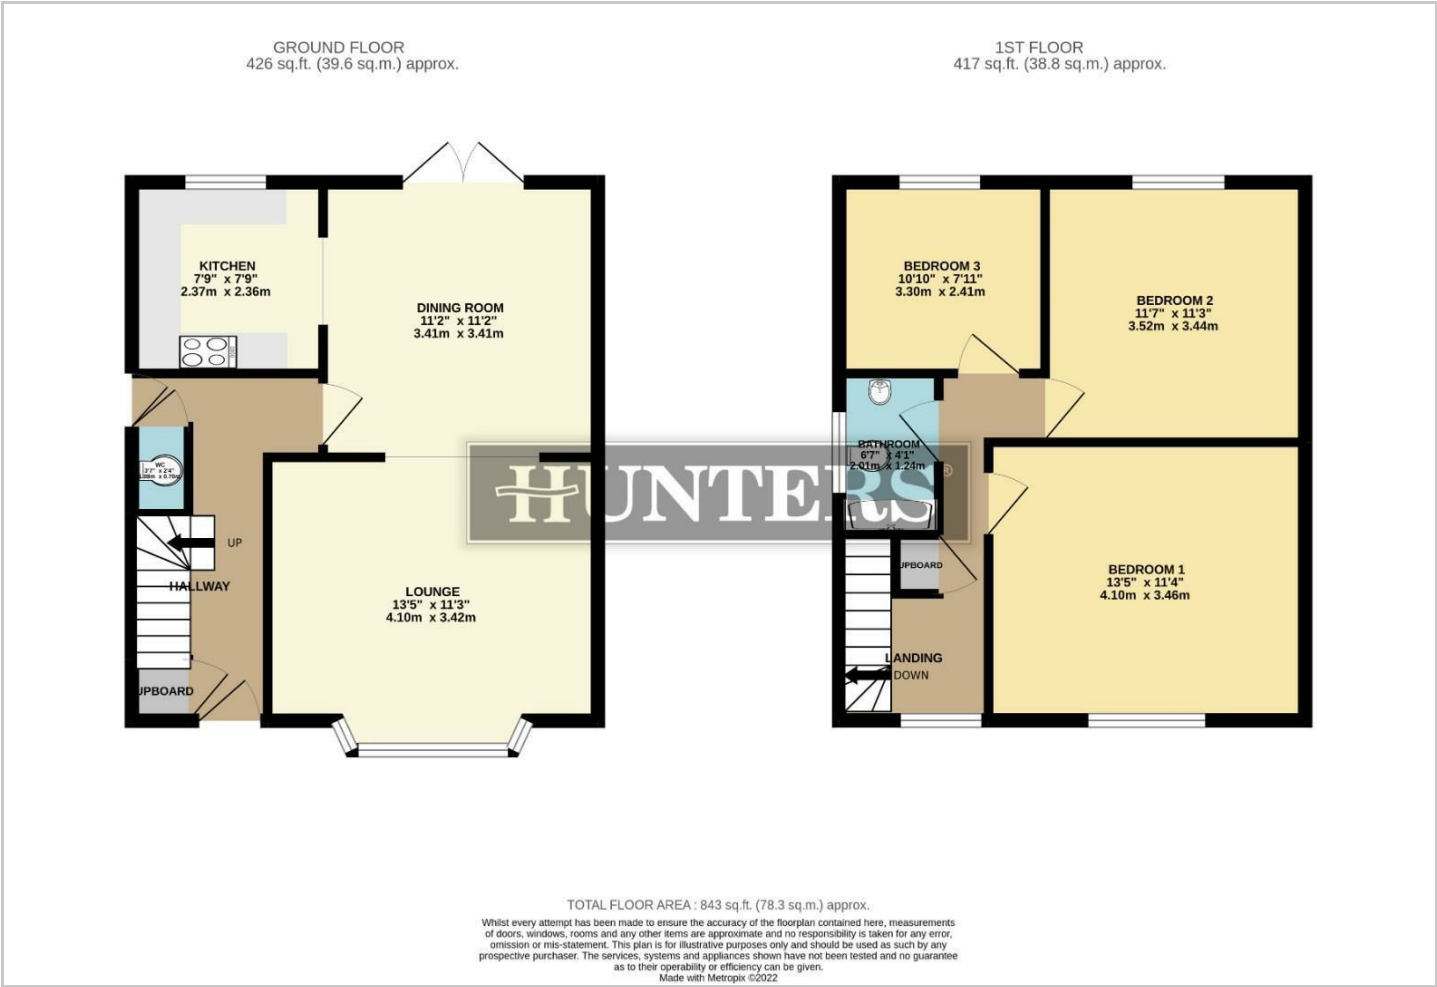 GROUND FLOOR
426 sq.ft. (39.6 sq.m.) approx.
1ST FLOOR
417 sq.ft. (38.8 sq.m.) approx.
KITCHEN
7'9" x 7'9"
2.37m x 2.36m
DINING ROOM
11'2" x 11'2"
3.41m x 3.41m
WC
3'7" x 2'4"
UP
HALLWAY
LOUNGE
13'5" x 11'3"
4.10m x 3.42m
UPBOARD
BEDROOM 3
10'10" x 7'11"
3.30m x 2.41m
BEDROOM 2
11'7" x 11'3"
3.52m x 3.44m
BATHROOM
6'7" x 4'1"
2.01m x 1.24m
HUNTERS®
UPBOARD
BEDROOM 1
13'5" x 11'4"
4.10m x 3.46m
LANDING
DOWN
TOTAL FLOOR AREA : 843 sq.ft. (78.3 sq.m.) approx.
Whilst every attempt has been made to ensure the accuracy of the floorplan contained here, measurements
of doors, windows, rooms and any other items are approximate and no responsibility is taken for any error,
omission or mis-statement. This plan is for illustrative purposes only and should be used as such by any
prospective purchaser. The services, systems and appliances shown have not been tested and no guarantee
as to their operability or efficiency can be given.
Made with Metropix ©2022